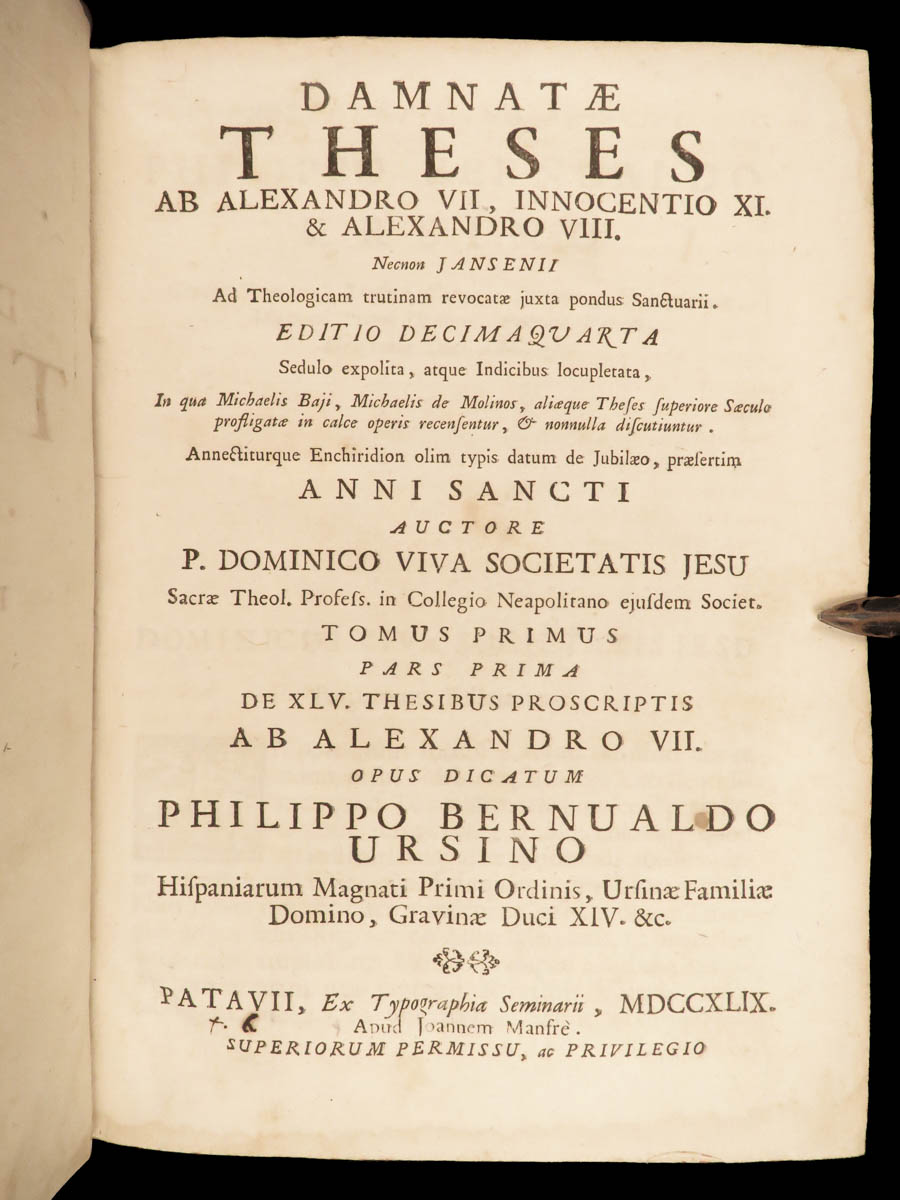 DAMNATÆ
THESES
AB ALEXANDRO VII, INNOCENTIO XI.
& ALEXANDRO VIII.
Necnon JANSENII
Ad Theologicam trutinam revocatæ juxta pondus Sanctuarii.
EDITIO DECIMAQUARTA
Sedulo expolita, atque Indicibus locupletata,
In qua Michaelis Baji, Michaelis de Molinos, aliæque Theſes ſuperiore Sæculo
profligatæ in calce operis recenſentur, & nonnulla diſcutiuntur.
Annectiturque Enchiridion olim typis datum de Jubilæo, præſertim
ANNI SANCTI
AUCTORE
P. DOMINICO VIVA SOCIETATIS JESU
Sacræ Theol. Profeſs. in Collegio Neapolitano ejuſdem Societ.
TOMUS PRIMUS
PARS PRIMA
DE XLV. THESIBUS PROSCRIPTIS
AB ALEXANDRO VII.
OPUS DICATUM
PHILIPPO BERNUALDO
URSINO
Hiſpaniarum Magnati Primi Ordinis, Urſinæ Familiæ
Domino, Gravinæ Duci XIV. &c.
PATAVII, Ex Typographia Seminarii, MDCCXLIX.
Apud Joannem Manfrè.
SUPERIORUM PERMISSU, ac PRIVILEGIO